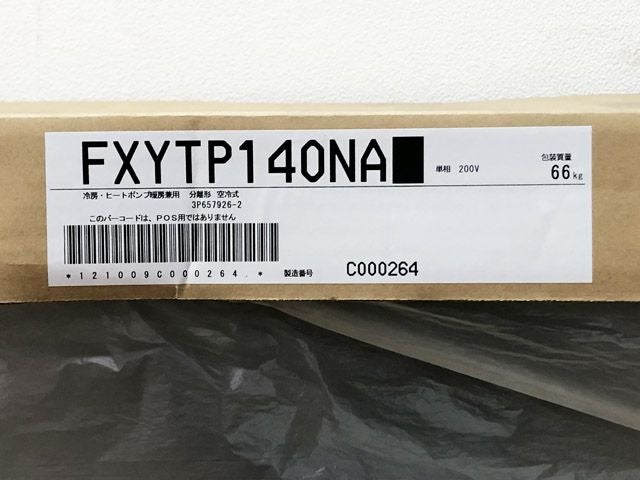 FXYTP140NA■
単相 200V
包装質量
66kg
冷房・ヒートポンプ暖房兼用 分離形 空冷式
3P657926-2
このバーコードは、POS用ではありません
*121009C000264.*
製造番号 C000264